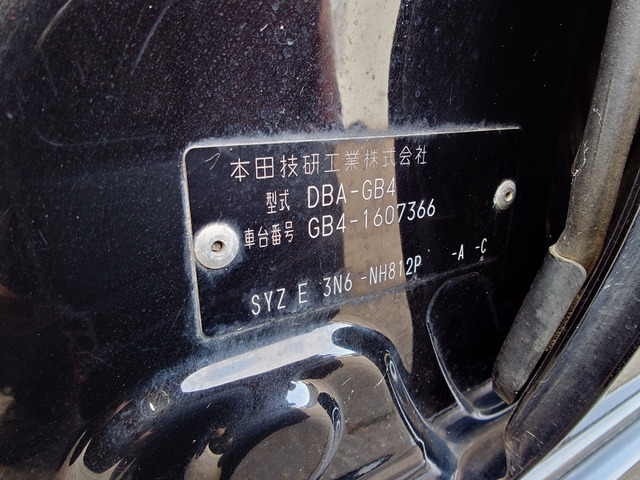 本田技研工業株式会社
型式 DBA-GB4
車台番号 GB4-1607366
SYZ E 3N6 -NH812P -A -C